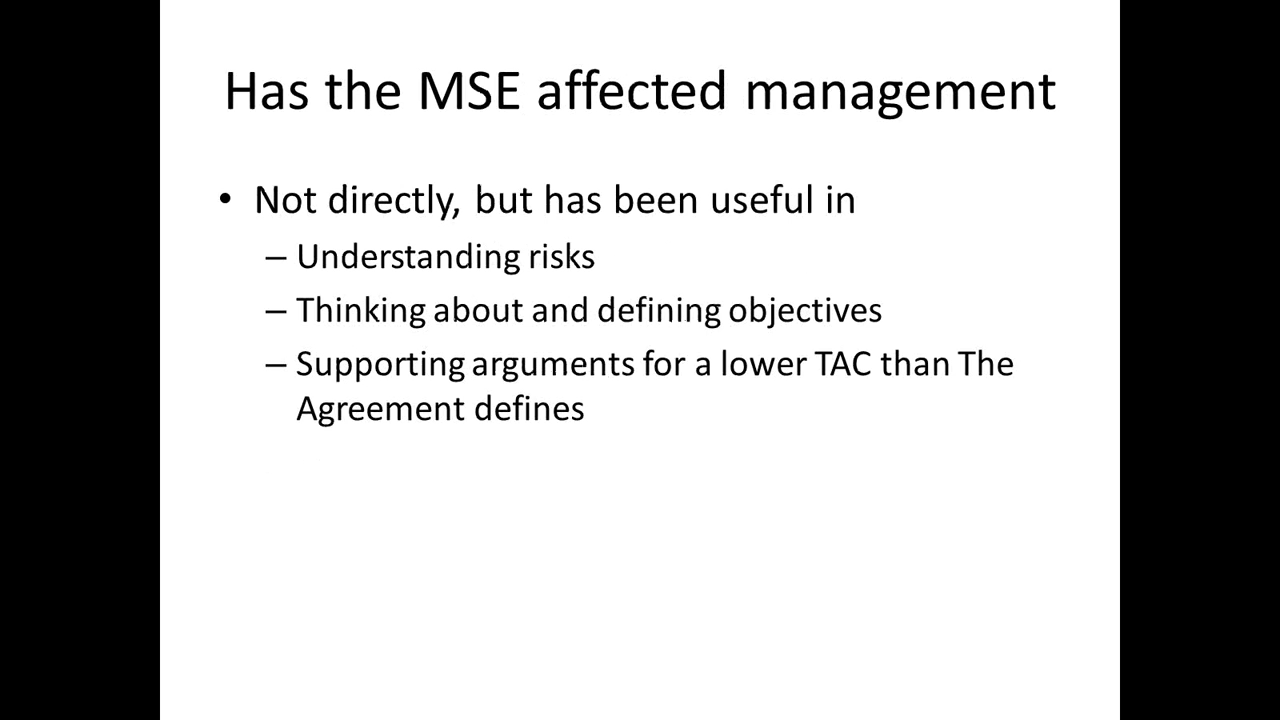 Has the MSE affected management
• Not directly, but has been useful in
– Understanding risks
– Thinking about and defining objectives
– Supporting arguments for a lower TAC than The
Agreement defines